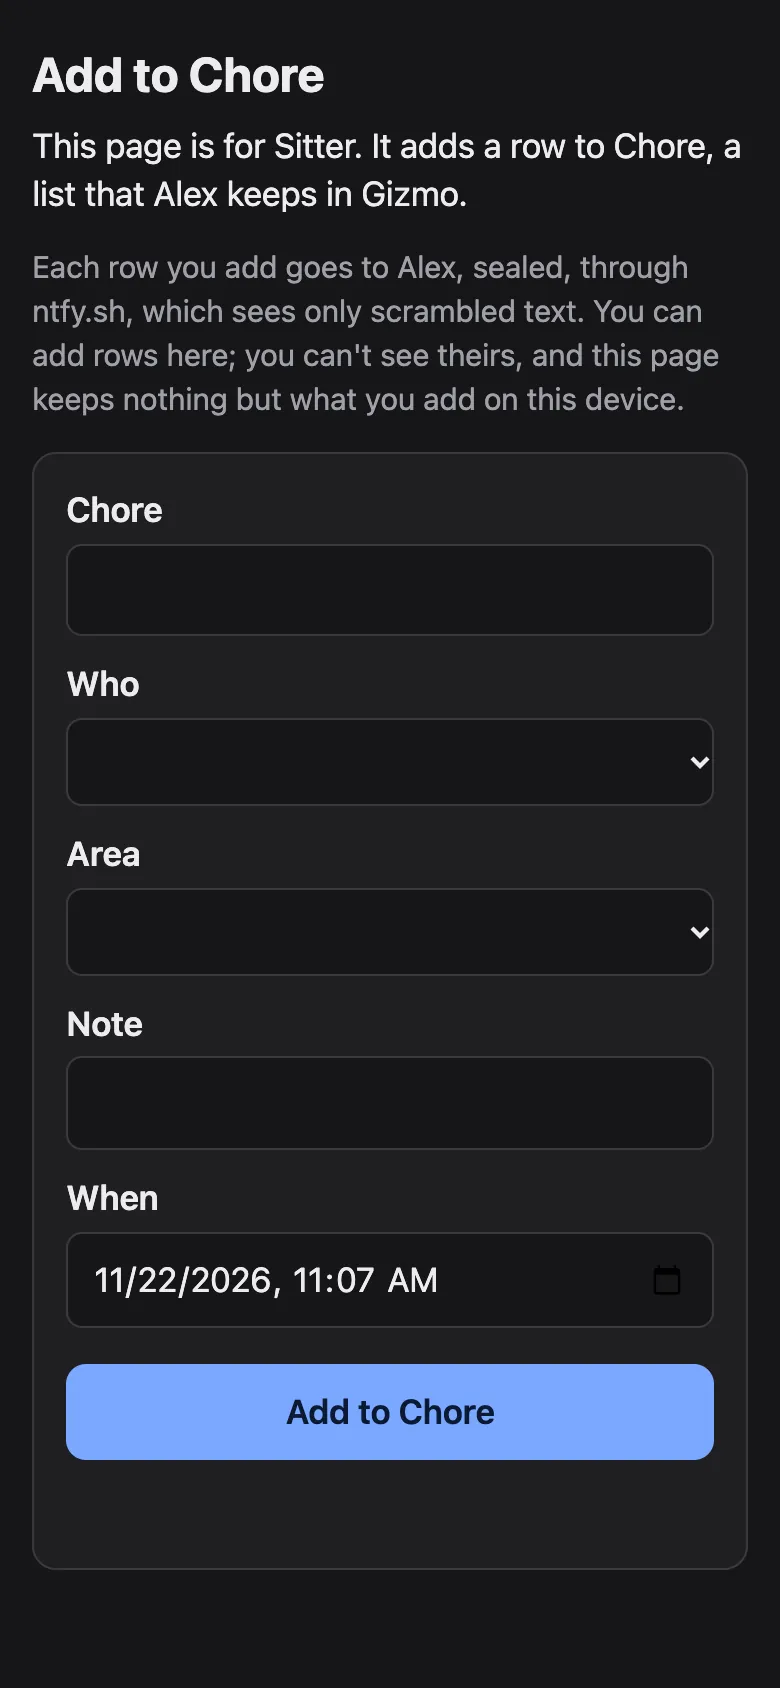 Add to Chore
This page is for Sitter. It adds a row to Chore, a
list that Alex keeps in Gizmo.
Each row you add goes to Alex, sealed, through
ntfy.sh, which sees only scrambled text. You can
add rows here; you can't see theirs, and this page
keeps nothing but what you add on this device.
Chore
Who
Area
Note
When
11/22/2026, 11:07 AM
Add to Chore